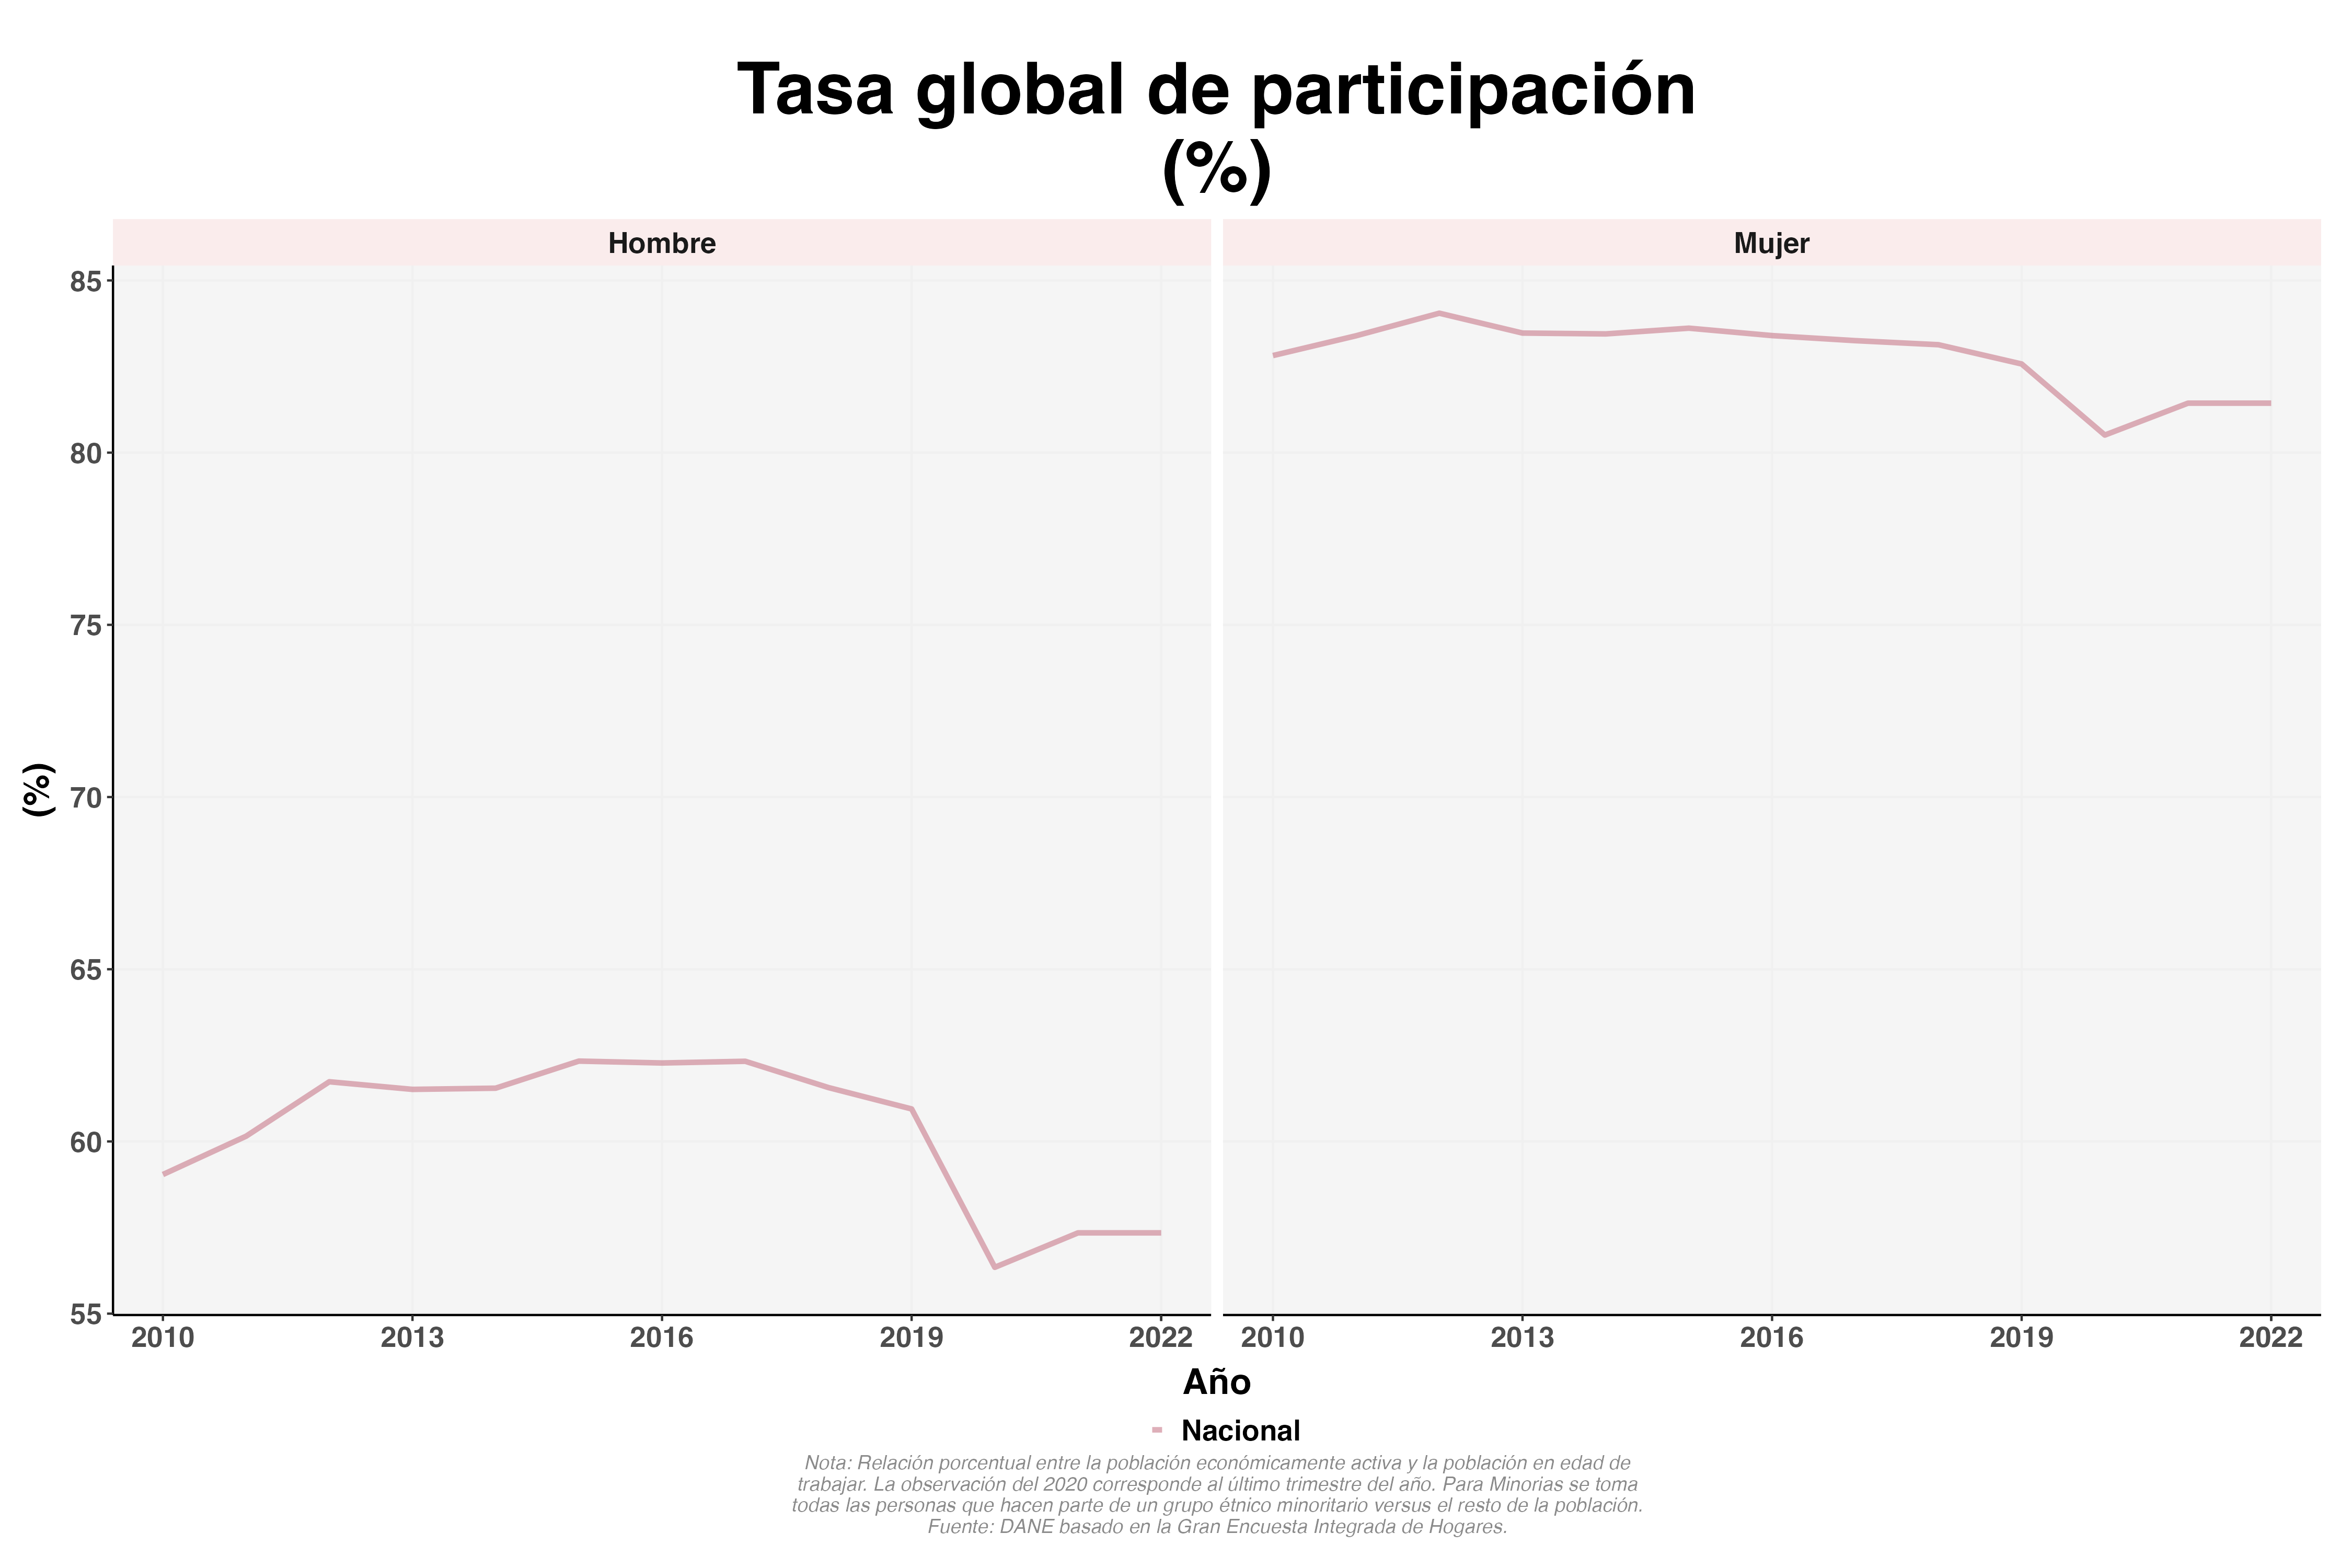 Tasa global de participación
(%)
Hombre
Mujer
85
80
75
70
65
60
55
(%)
2010 2013 2016 2019 2022
2010 2013 2016 2019 2022
Año
Nacional
Nota: Relación porcentual entre la población económicamente activa y la población en edad de
trabajar. La observación del 2020 corresponde al último trimestre del año. Para Minorias se toma
todas las personas que hacen parte de un grupo étnico minoritario versus el resto de la población.
Fuente: DANE basado en la Gran Encuesta Integrada de Hogares.